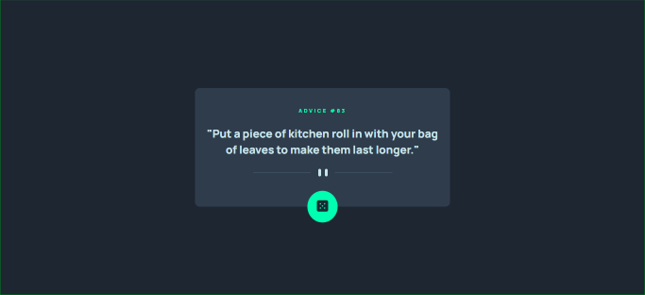 ADVICE #83
"Put a piece of kitchen roll in with your bag
of leaves to make them last longer."